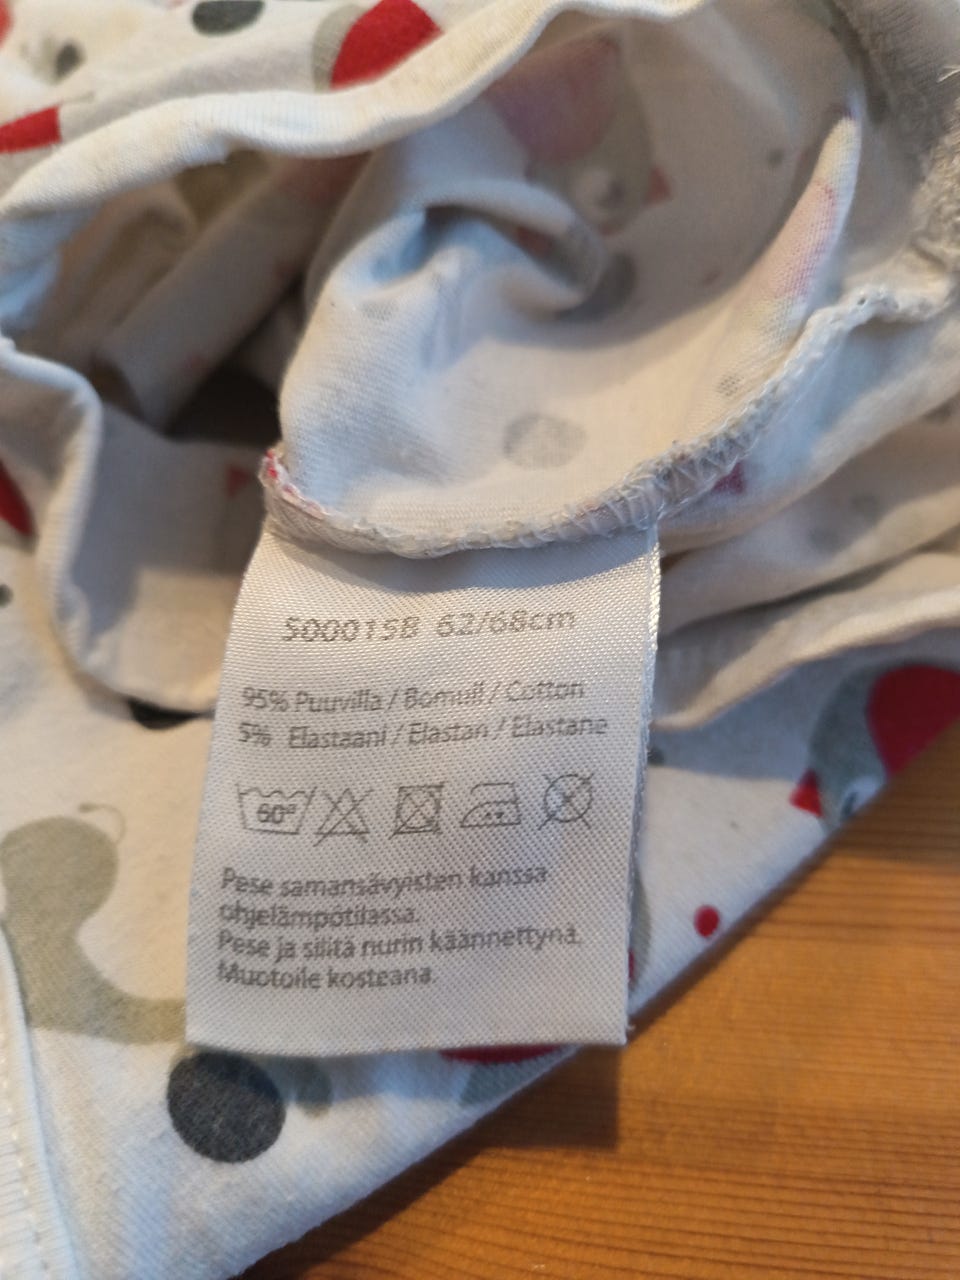 S00015B 62/68cm
95% Puuvilla / Bomull / Cotton
5% Elastaani / Elastan / Elastane
60°
Pese samansävyisten kanssa
ohjelämpötilassa.
Pese ja silitä nurin käännettynä.
Muotoile kosteana.